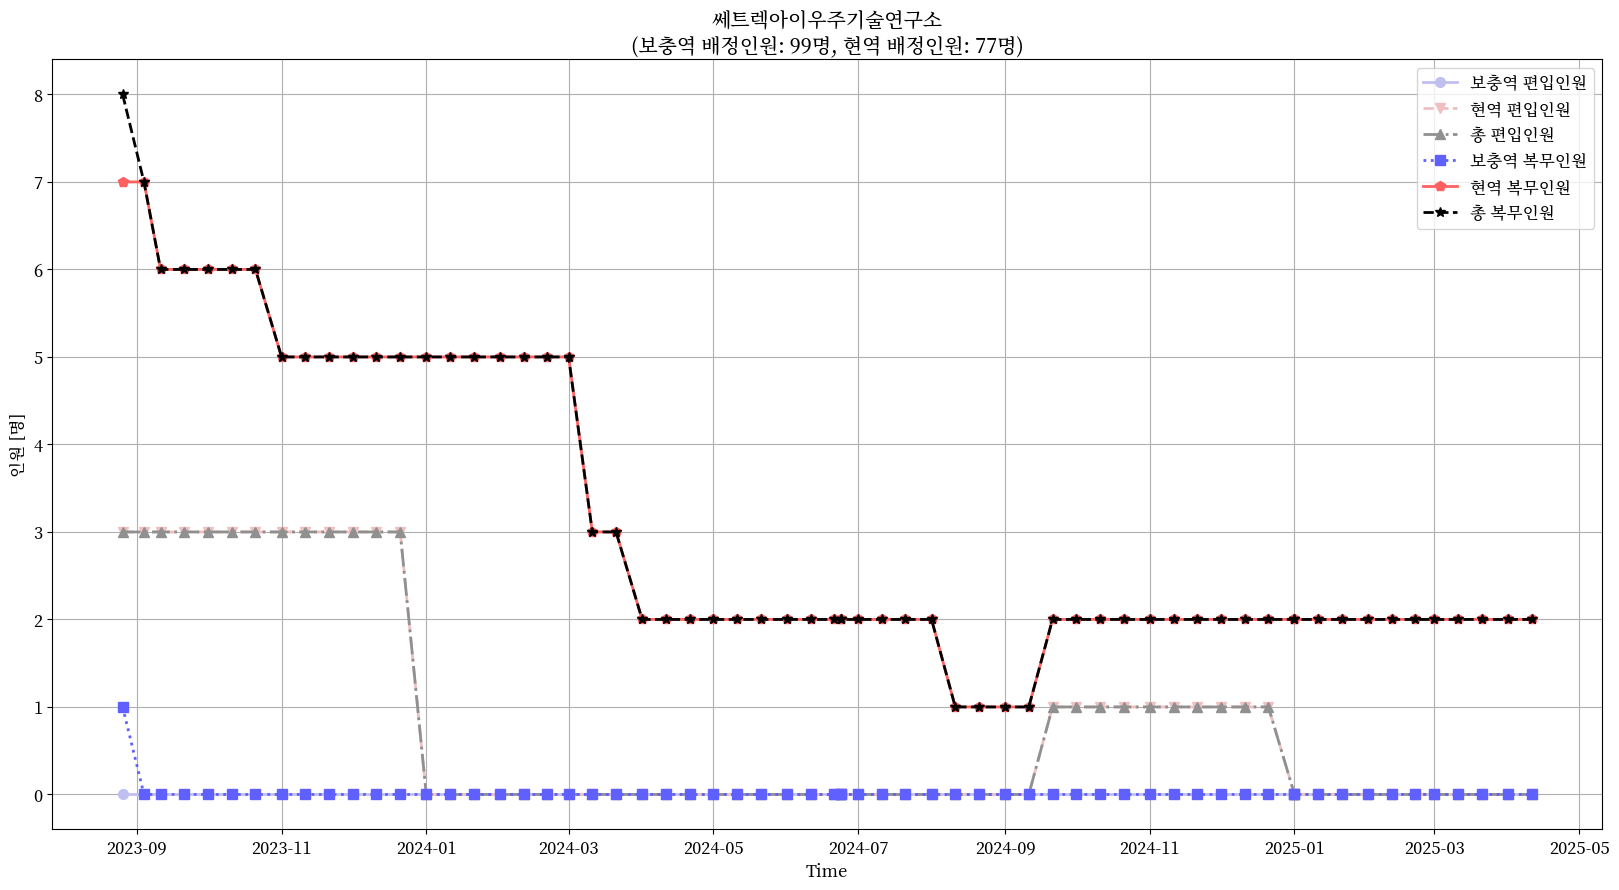 쎄트렉아이우주기술연구소
(보충역 배정인원: 99명, 현역 배정인원: 77명)
보충역 편입인원
현역 편입인원
총 편입인원
보충역 복무인원
현역 복무인원
총 복무인원
인원 [명]
8
7
6
5
4
3
2
1
0
2023-09
2023-11
2024-01
2024-03
2024-05
2024-07
2024-09
2024-11
2025-01
2025-03
2025-05
Time